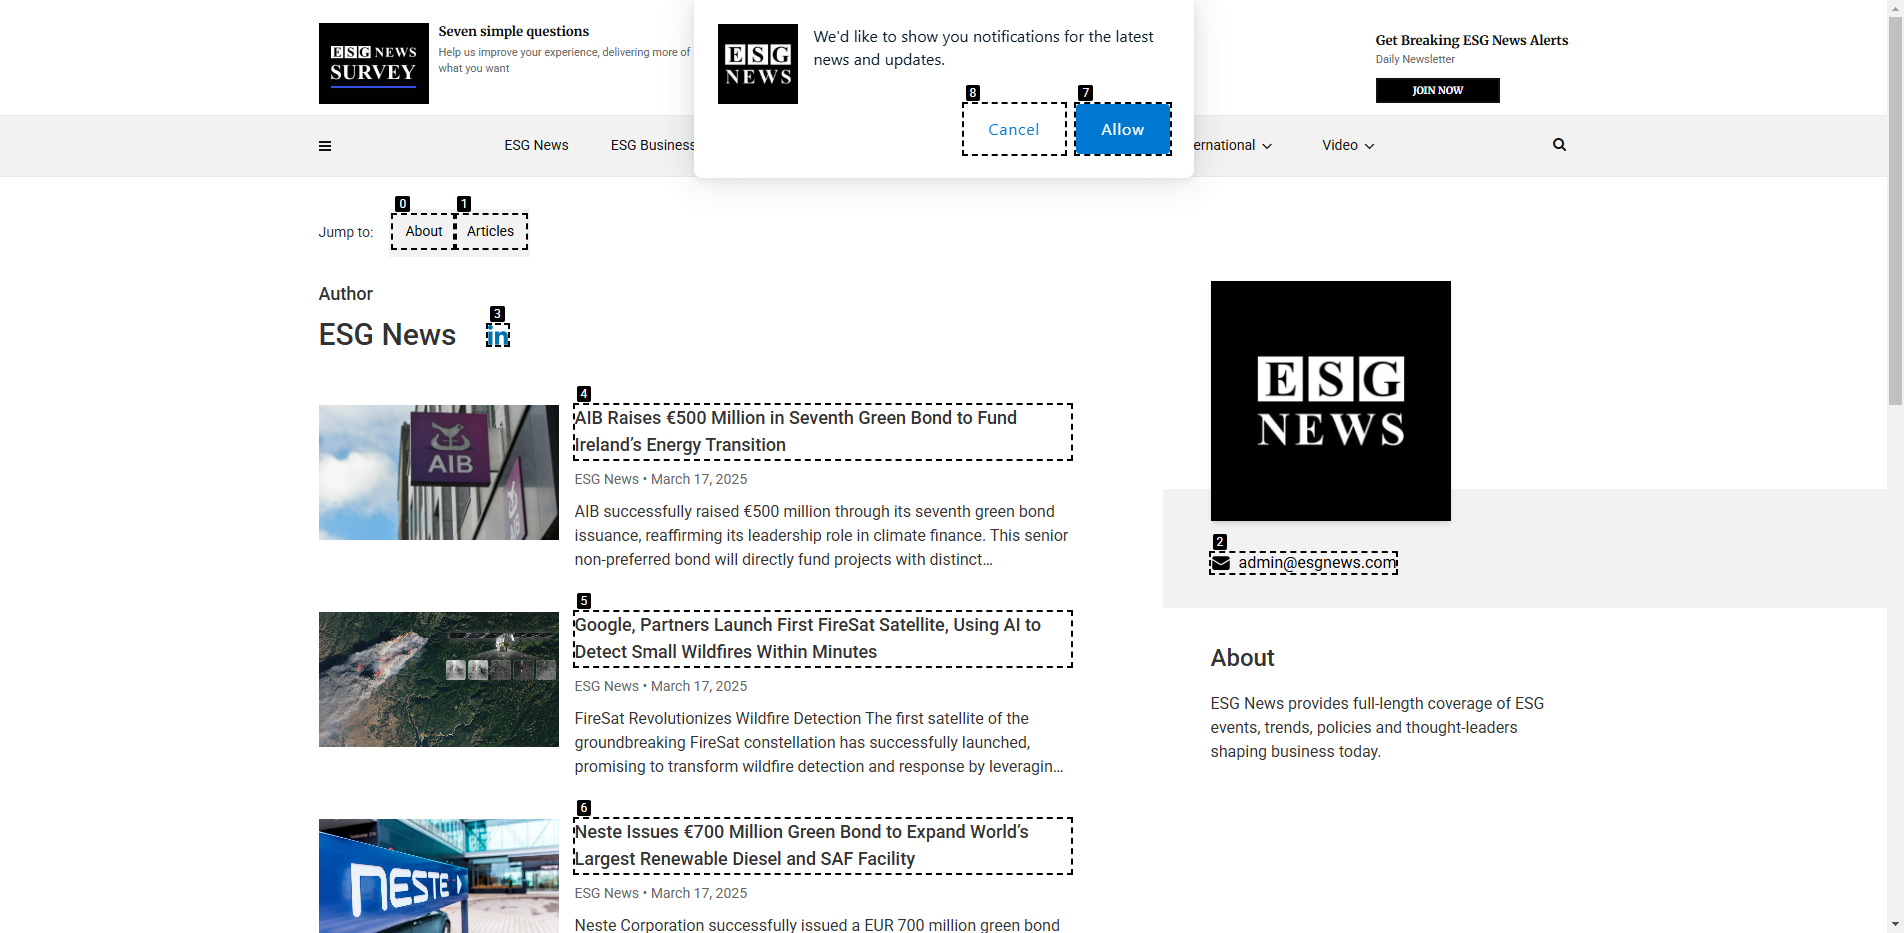 ESG NEWS
SURVEY
Seven simple questions
Help us improve your experience, delivering more of
what you want
ESG
NEWS
We'd like to show you notifications for the latest
news and updates.
8
7
Cancel
Allow
Get Breaking ESG News Alerts
Daily Newsletter
JOIN NOW
ESG News
ESG Business
ernational
Video
0
1
Jump to:
About
Articles
Author
3
ESG News
in
4
AIB Raises €500 Million in Seventh Green Bond to Fund
Ireland’s Energy Transition
ESG News • March 17, 2025
AIB successfully raised €500 million through its seventh green bond
issuance, reaffirming its leadership role in climate finance. This senior
non-preferred bond will directly fund projects with distinct...
AIB
AIB
5
Google, Partners Launch First FireSat Satellite, Using AI to
Detect Small Wildfires Within Minutes
ESG News • March 17, 2025
FireSat Revolutionizes Wildfire Detection The first satellite of the
groundbreaking FireSat constellation has successfully launched,
promising to transform wildfire detection and response by leveragin...
6
Neste Issues €700 Million Green Bond to Expand World’s
Largest Renewable Diesel and SAF Facility
ESG News • March 17, 2025
Neste Corporation successfully issued a EUR 700 million green bond
NESTE
ESG
NEWS
2
admin@esgnews.com
About
ESG News provides full-length coverage of ESG
events, trends, policies and thought-leaders
shaping business today.